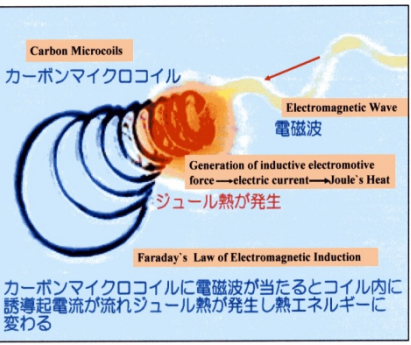 Carbon Microcoils
カーボンマイクロコイル
Electromagnetic Wave
電磁波
Generation of inductive electromotive
force→electric current→Joule`s Heat
ジュール熱が発生
Faraday`s Law of Electromagnetic Induction
カーボンマイクロコイルに電磁波が当たるとコイル内に
誘導起電流が流れジュール熱が発生し熱エネルギーに
変わる